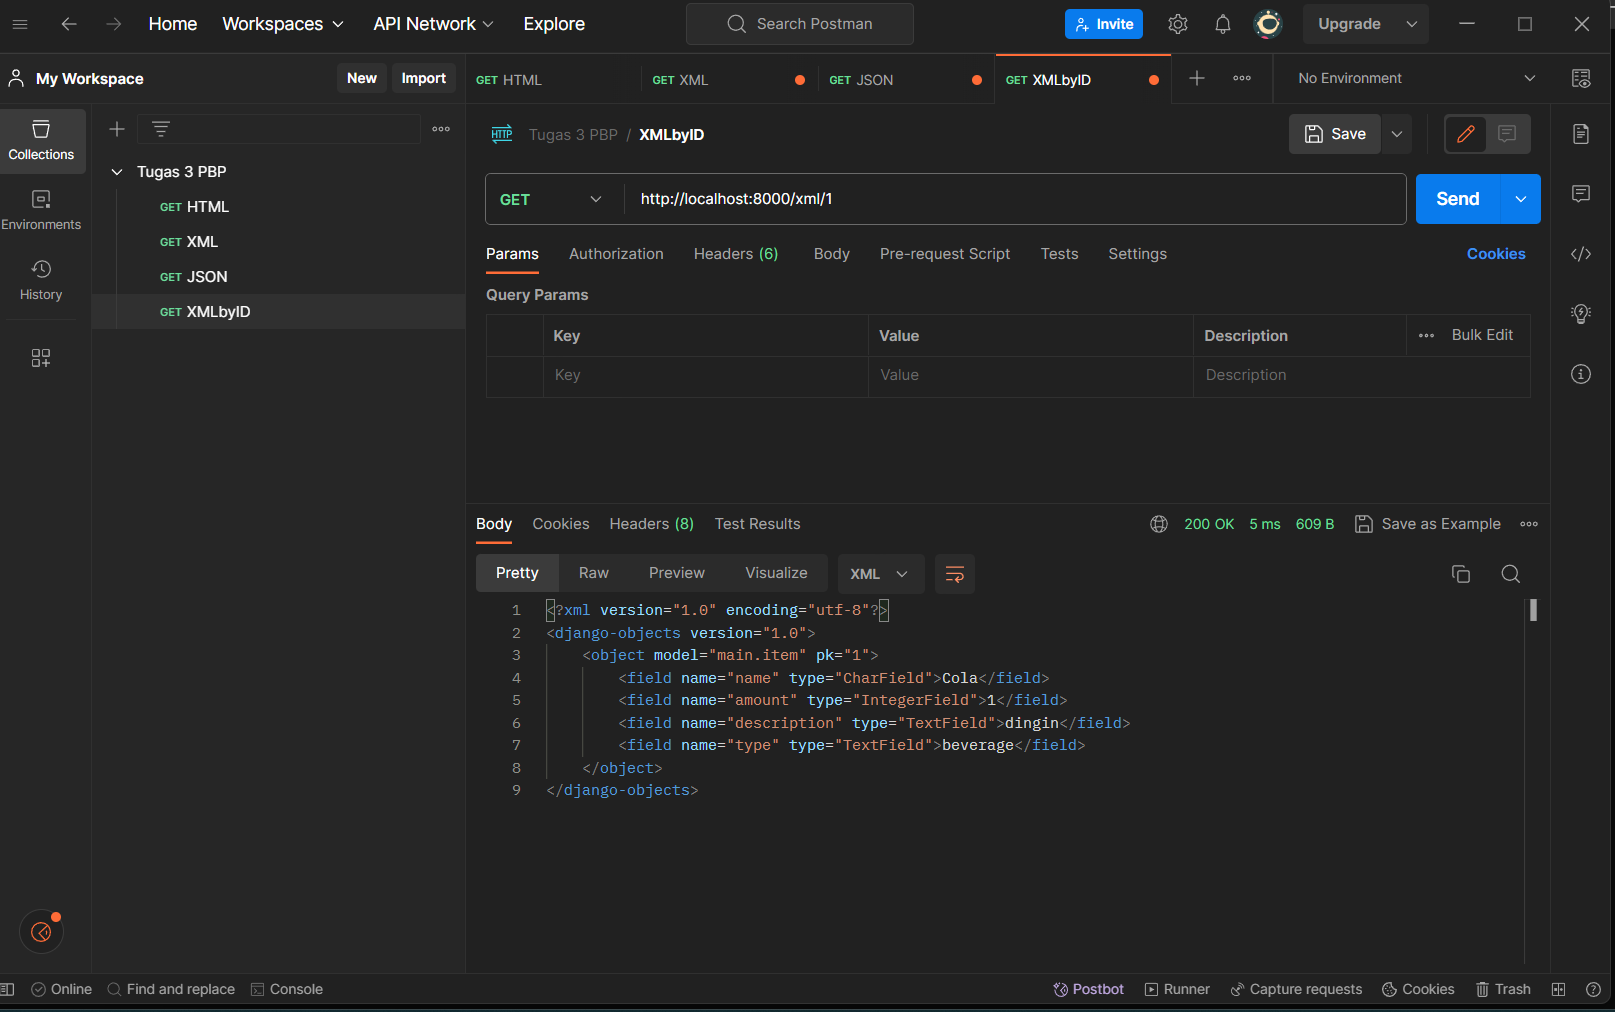 Home Workspaces API Network Explore Search Postman Invite Upgrade
My Workspace New Import GET HTML GET XML GET JSON GET XMLbyID No Environment
Collections
Environments
History
Tugas 3 PBP
GET HTML
GET XML
GET JSON
GET XMLbyID
HTTP Tugas 3 PBP / XMLbyID Save
GET http://localhost:8000/xml/1 Send
Params Authorization Headers (6) Body Pre-request Script Tests Settings Cookies
Query Params
Key Value Description Bulk Edit
Key Value Description
Body Cookies Headers (8) Test Results 200 OK 5 ms 609 B Save as Example
Pretty Raw Preview Visualize XML
1 <?xml version="1.0" encoding="utf-8"?>
2 <django-objects version="1.0">
3 <object model="main.item" pk="1">
4 <field name="name" type="CharField">Cola</field>
5 <field name="amount" type="IntegerField">1</field>
6 <field name="description" type="TextField">dingin</field>
7 <field name="type" type="TextField">beverage</field>
8 </object>
9 </django-objects>
Online Find and replace Console Postbot Runner Capture requests Cookies Trash